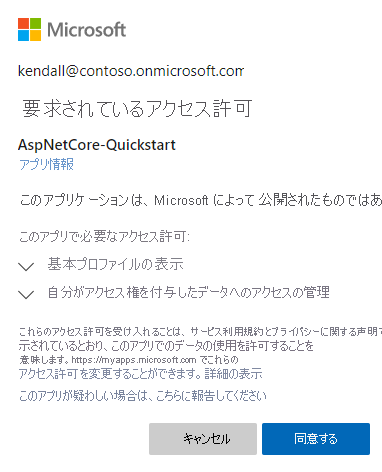 Microsoft
kendall@contoso.onmicrosoft.com
要求されているアクセス許可
AspNetCore-Quickstart
アプリ情報
このアプリケーションは、Microsoft によって 公開されたものではあ
このアプリで必要なアクセス許可:
基本プロファイルの表示
自分がアクセス権を付与したデータへのアクセスの管理
これらのアクセス許可を受け入れることは、サービス利用規約とプライバシーに関する声明で
示されているとおり、このアプリでのデータの使用を許可することを
意味します。https://myapps.microsoft.com でこれらの
アクセス許可を変更することができます。詳細の表示
このアプリが疑わしい場合は、こちらに報告してください
キャンセル
同意する